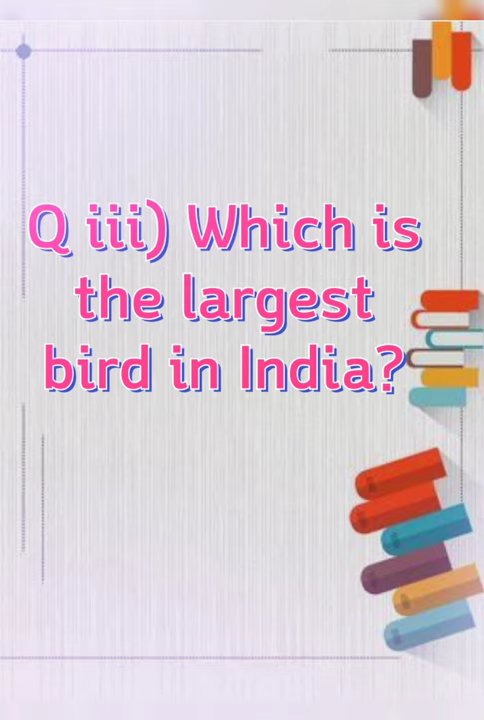 Q iii) Which is
the largest
bird in India?